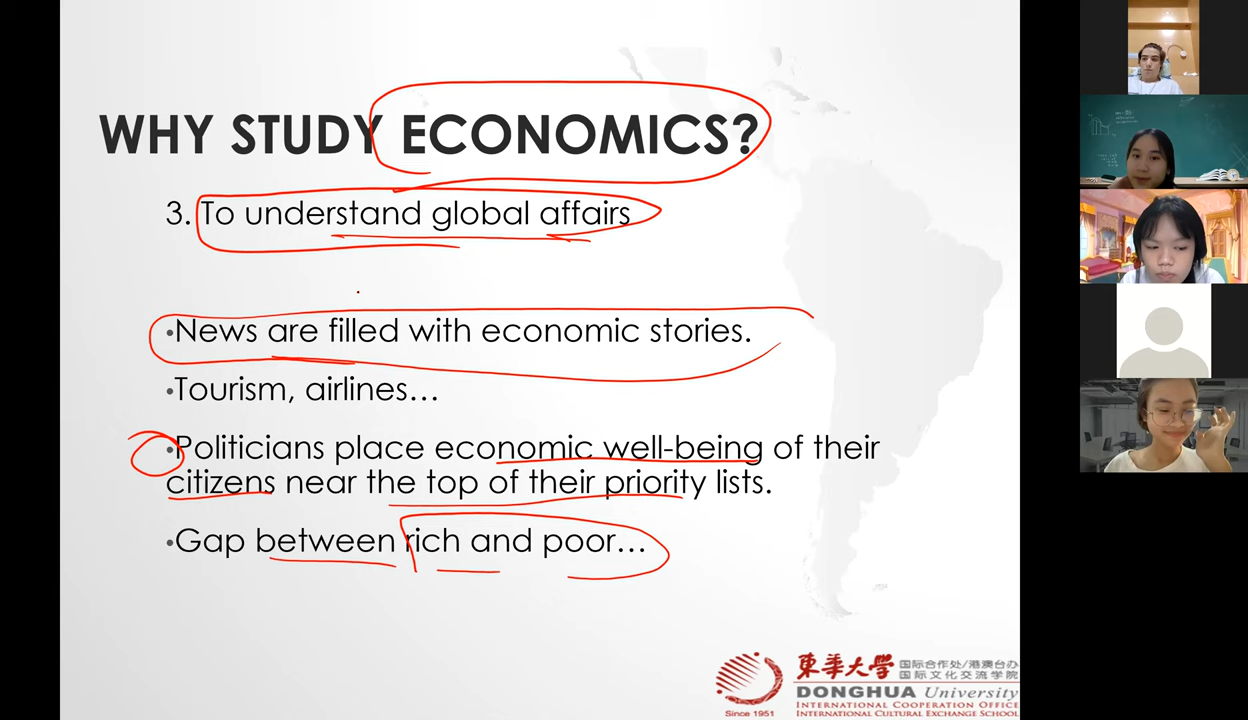 WHY STUDY ECONOMICS?
3. To understand global affairs
•News are filled with economic stories.
•Tourism, airlines…
•Politicians place economic well-being of their
citizens near the top of their priority lists.
•Gap between rich and poor…
Since 1951
東華大学
国际合作处/港澳台办
国际文化交流学院
DONGHUA University
INTERNATIONAL COOPERATION OFFICE
INTERNATIONAL CULTURAL EXCHANGE SCHOOL